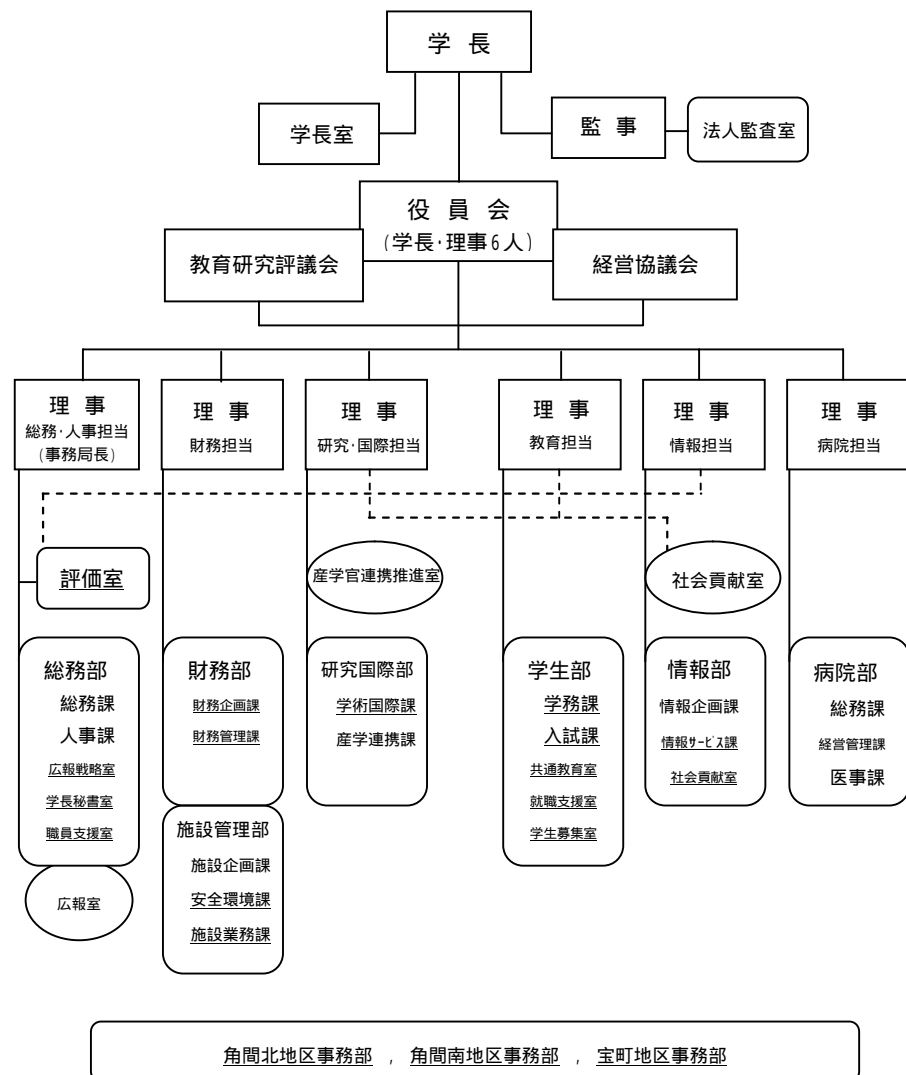 学 長
学長室
監 事
法人監査室
役 員 会
(学長・理事6人)
教育研究評議会
経営協議会
理 事
総務・人事担当
(事務局長)
理 事
財務担当
理 事
研究・国際担当
理 事
教育担当
理 事
情報担当
理 事
病院担当
評価室
産学官連携推進室
社会貢献室
総務部
総務課
人事課
広報戦略室
学長秘書室
職員支援室
広報室
財務部
財務企画課
財務管理課
施設管理部
施設企画課
安全環境課
施設業務課
研究国際部
学術国際課
産学連携課
学生部
学務課
入試課
共通教育室
就職支援室
学生募集室
情報部
情報企画課
情報サービス課
社会貢献室
病院部
総務課
経営管理課
医事課
角間北地区事務部 , 角間南地区事務部 , 宝町地区事務部